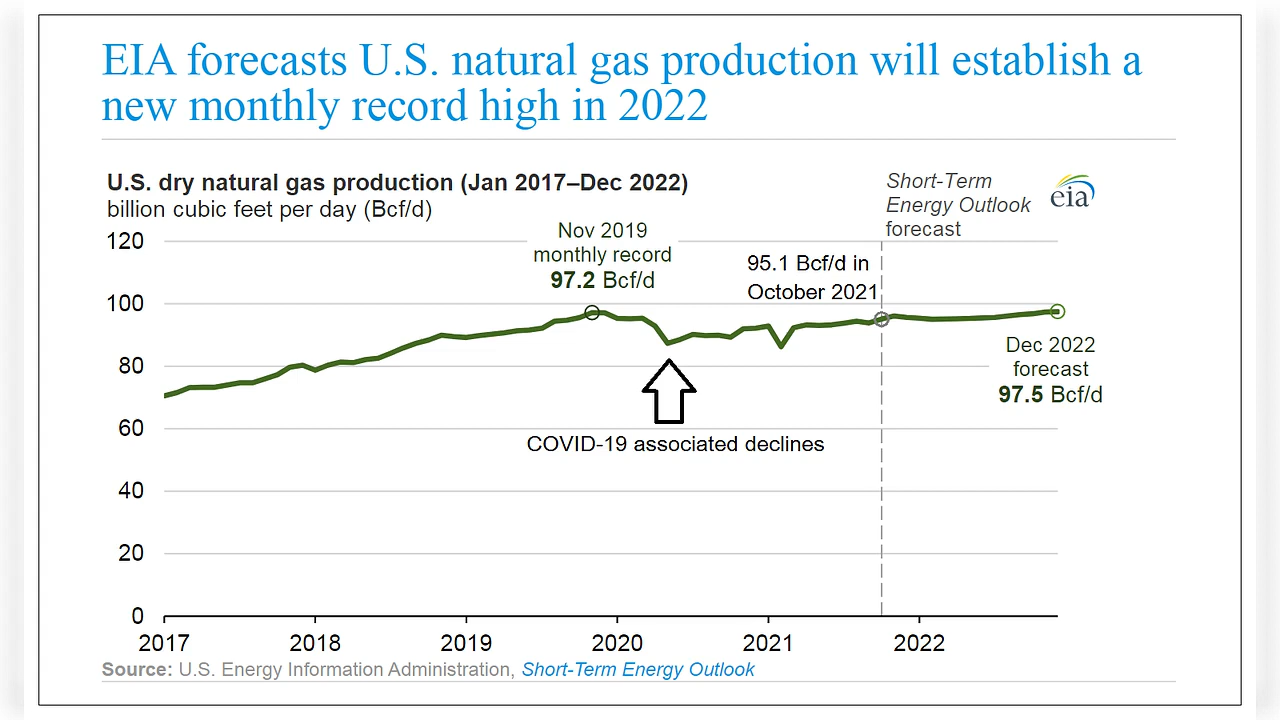 EIA forecasts U.S. natural gas production will establish a
new monthly record high in 2022
U.S. dry natural gas production (Jan 2017–Dec 2022)
billion cubic feet per day (Bcf/d)
Short-Term
Energy Outlook
forecast
eia
120
100
80
60
40
20
0
Nov 2019
monthly record
97.2 Bcf/d
95.1 Bcf/d in
October 2021
Dec 2022
forecast
97.5 Bcf/d
COVID-19 associated declines
2017 2018 2019 2020 2021 2022
Source: U.S. Energy Information Administration, Short-Term Energy Outlook